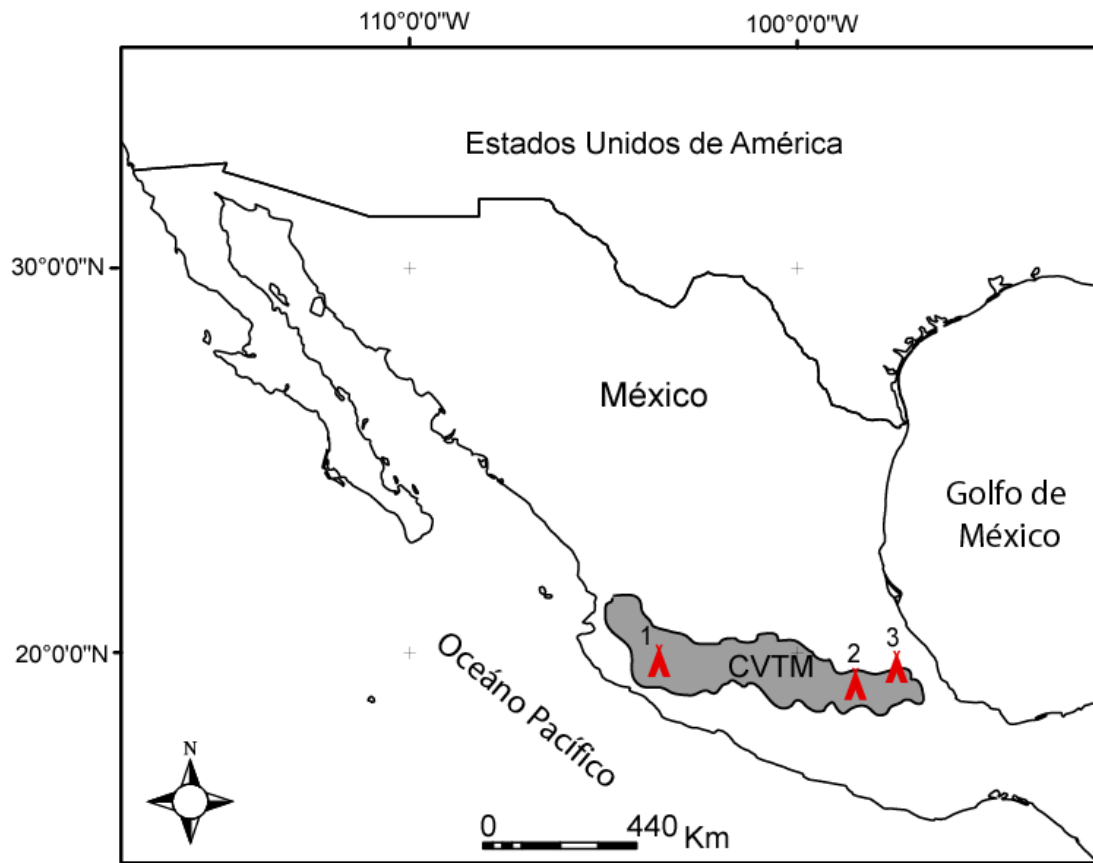 110°0'0"W
100°0'0"W
Estados Unidos de América
30°0'0"N
México
Golfo de
México
20°0'0"N
1
CVTM
2
3
Oceáno Pacífico
N
0
440 Km